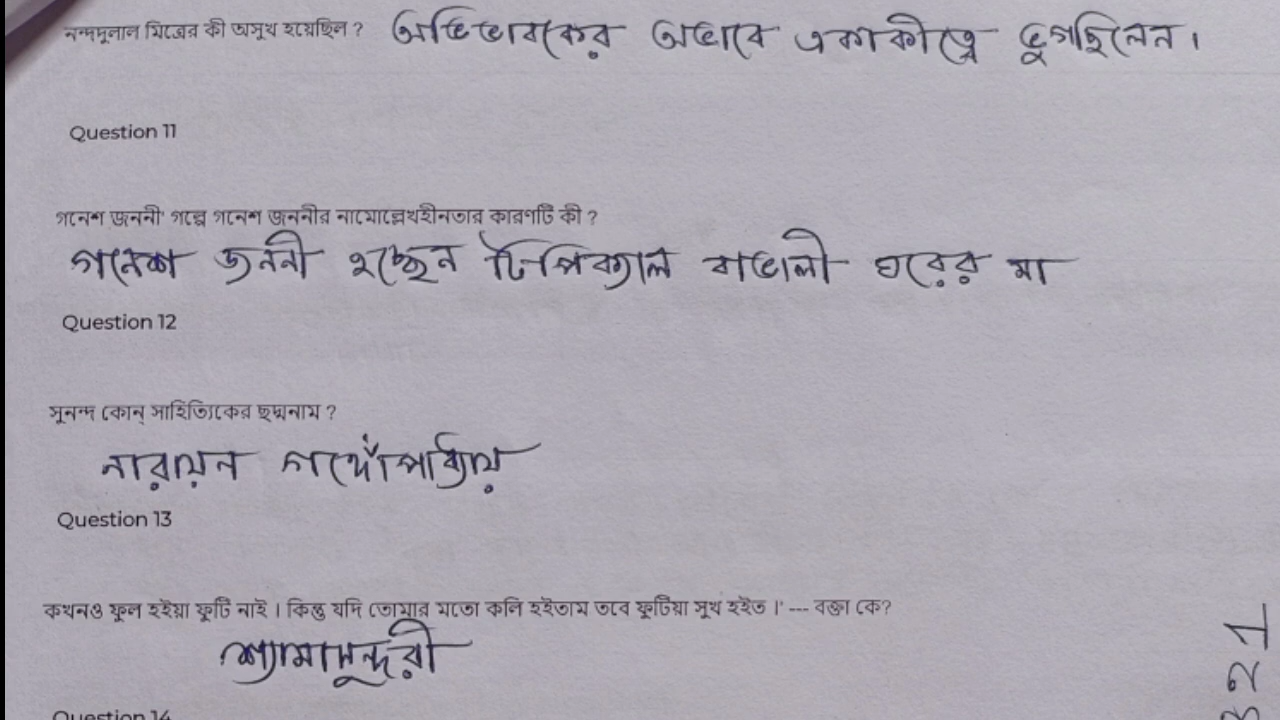 নন্দদুলাল মিত্রের কী অসুখ হয়েছিল ? অভিভাবকের অভাবে একাকীত্বে ভুগছিলেন।
Question 11
গনেশ জননী' গল্পে গনেশ জননীর নামোল্লেখহীনতার কারণটি কী ?
গনেশ জননী হচ্ছেন টিপিক্যাল বাঙালী ঘরের মা
Question 12
সুনন্দ কোন্ সাহিত্যিকের ছদ্মনাম ?
নারায়ন গঙ্গোঁপাধ্যায়
Question 13
কখনও ফুল হইয়া ফুটি নাই । কিন্তু যদি তোমার মতো কলি হইতাম তবে ফুটিয়া সুখ হইত ।' --- বক্তা কে?
শ্যামাসুন্দরী
Question 14